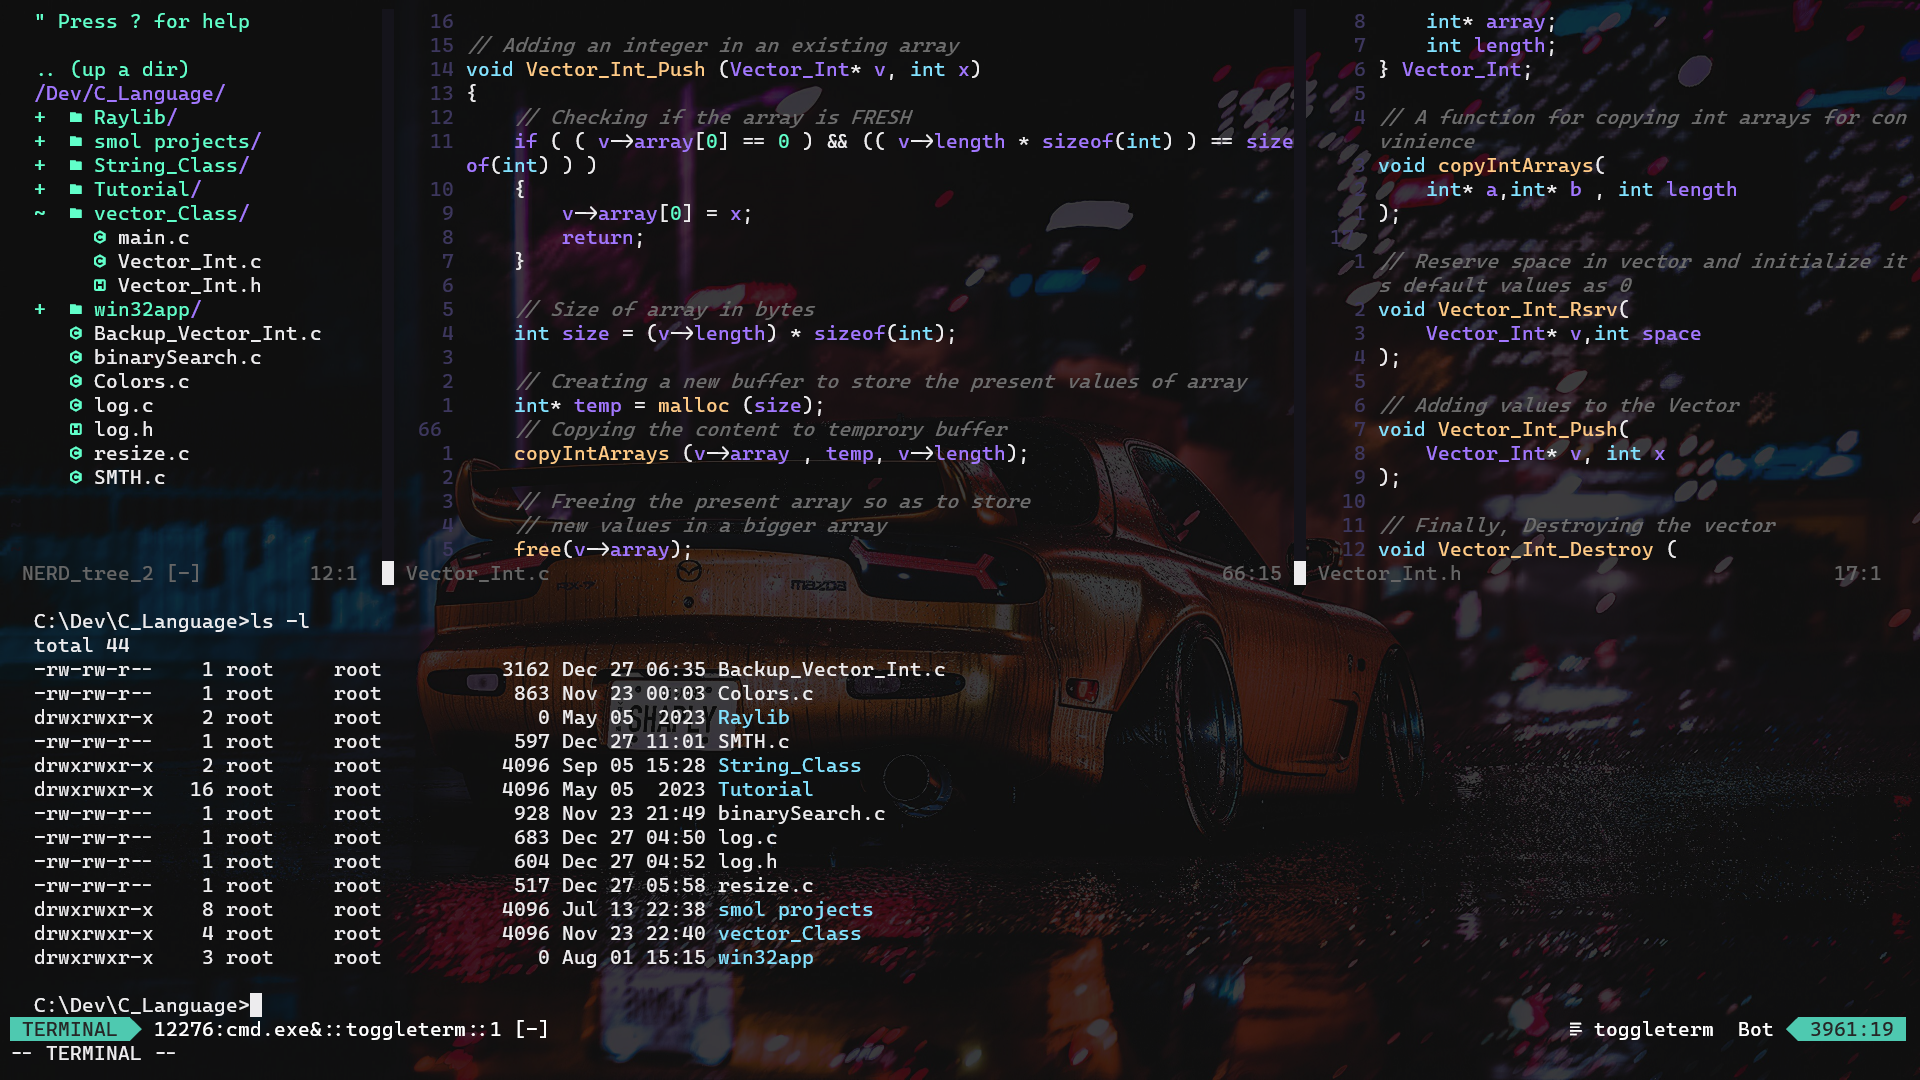 " Press ? for help
.. (up a dir)
/Dev/C_Language/
+ Raylib/
+ smol projects/
+ String_Class/
+ Tutorial/
~ vector_Class/
main.c
Vector_Int.c
Vector_Int.h
+ win32app/
Backup_Vector_Int.c
binarySearch.c
Colors.c
log.c
log.h
resize.c
SMTH.c
NERD_tree_2 [-] 12:1
16
15 // Adding an integer in an existing array
14 void Vector_Int_Push (Vector_Int* v, int x)
13 {
12     // Checking if the array is FRESH
11     if ( ( v->array[0] == 0 ) && (( v->length * sizeof(int) ) == size
of(int) ) )
10     {
9         v->array[0] = x;
8         return;
7     }
6
5     // Size of array in bytes
4     int size = (v->length) * sizeof(int);
3
2     // Creating a new buffer to store the present values of array
1     int* temp = malloc (size);
66     // Copying the content to temprory buffer
1     copyIntArrays (v->array , temp, v->length);
2
3     // Freeing the present array so as to store
4     // new values in a bigger array
5     free(v->array);
Vector_Int.c 66:15
8     int* array;
7     int length;
6 } Vector_Int;
5
4 // A function for copying int arrays for con
vinience
void copyIntArrays(
2     int* a,int* b , int length
1 );
1
1 // Reserve space in vector and initialize it
s default values as 0
2 void Vector_Int_Rsrv(
3     Vector_Int* v,int space
4 );
5
6 // Adding values to the Vector
7 void Vector_Int_Push(
8     Vector_Int* v, int x
9 );
10
11 // Finally, Destroying the vector
12 void Vector_Int_Destroy (
Vector_Int.h 17:1
C:\Dev\C_Language>ls -l
total 44
-rw-rw-r-- 1 root root 3162 Dec 27 06:35 Backup_Vector_Int.c
-rw-rw-r-- 1 root root 863 Nov 23 00:03 Colors.c
drwxrwxr-x 2 root root 0 May 05 2023 Raylib
-rw-rw-r-- 1 root root 597 Dec 27 11:01 SMTH.c
drwxrwxr-x 2 root root 4096 Sep 05 15:28 String_Class
drwxrwxr-x 16 root root 4096 May 05 2023 Tutorial
-rw-rw-r-- 1 root root 928 Nov 23 21:49 binarySearch.c
-rw-rw-r-- 1 root root 683 Dec 27 04:50 log.c
-rw-rw-r-- 1 root root 604 Dec 27 04:52 log.h
-rw-rw-r-- 1 root root 517 Dec 27 05:58 resize.c
drwxrwxr-x 8 root root 4096 Jul 13 22:38 smol projects
drwxrwxr-x 4 root root 4096 Nov 23 22:40 vector_Class
drwxrwxr-x 3 root root 0 Aug 01 15:15 win32app
C:\Dev\C_Language>
TERMINAL 12276:cmd.exe&::toggleterm::1 [-] toggleterm Bot 3961:19
-- TERMINAL --
mazda
SHAPLY